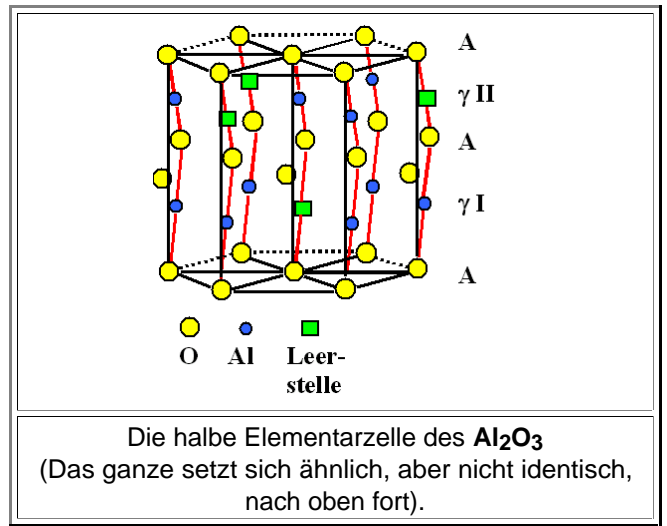 A
γ II
A
γ I
A
O Al Leer-
stelle
Die halbe Elementarzelle des Al₂O₃
(Das ganze setzt sich ähnlich, aber nicht identisch,
nach oben fort).